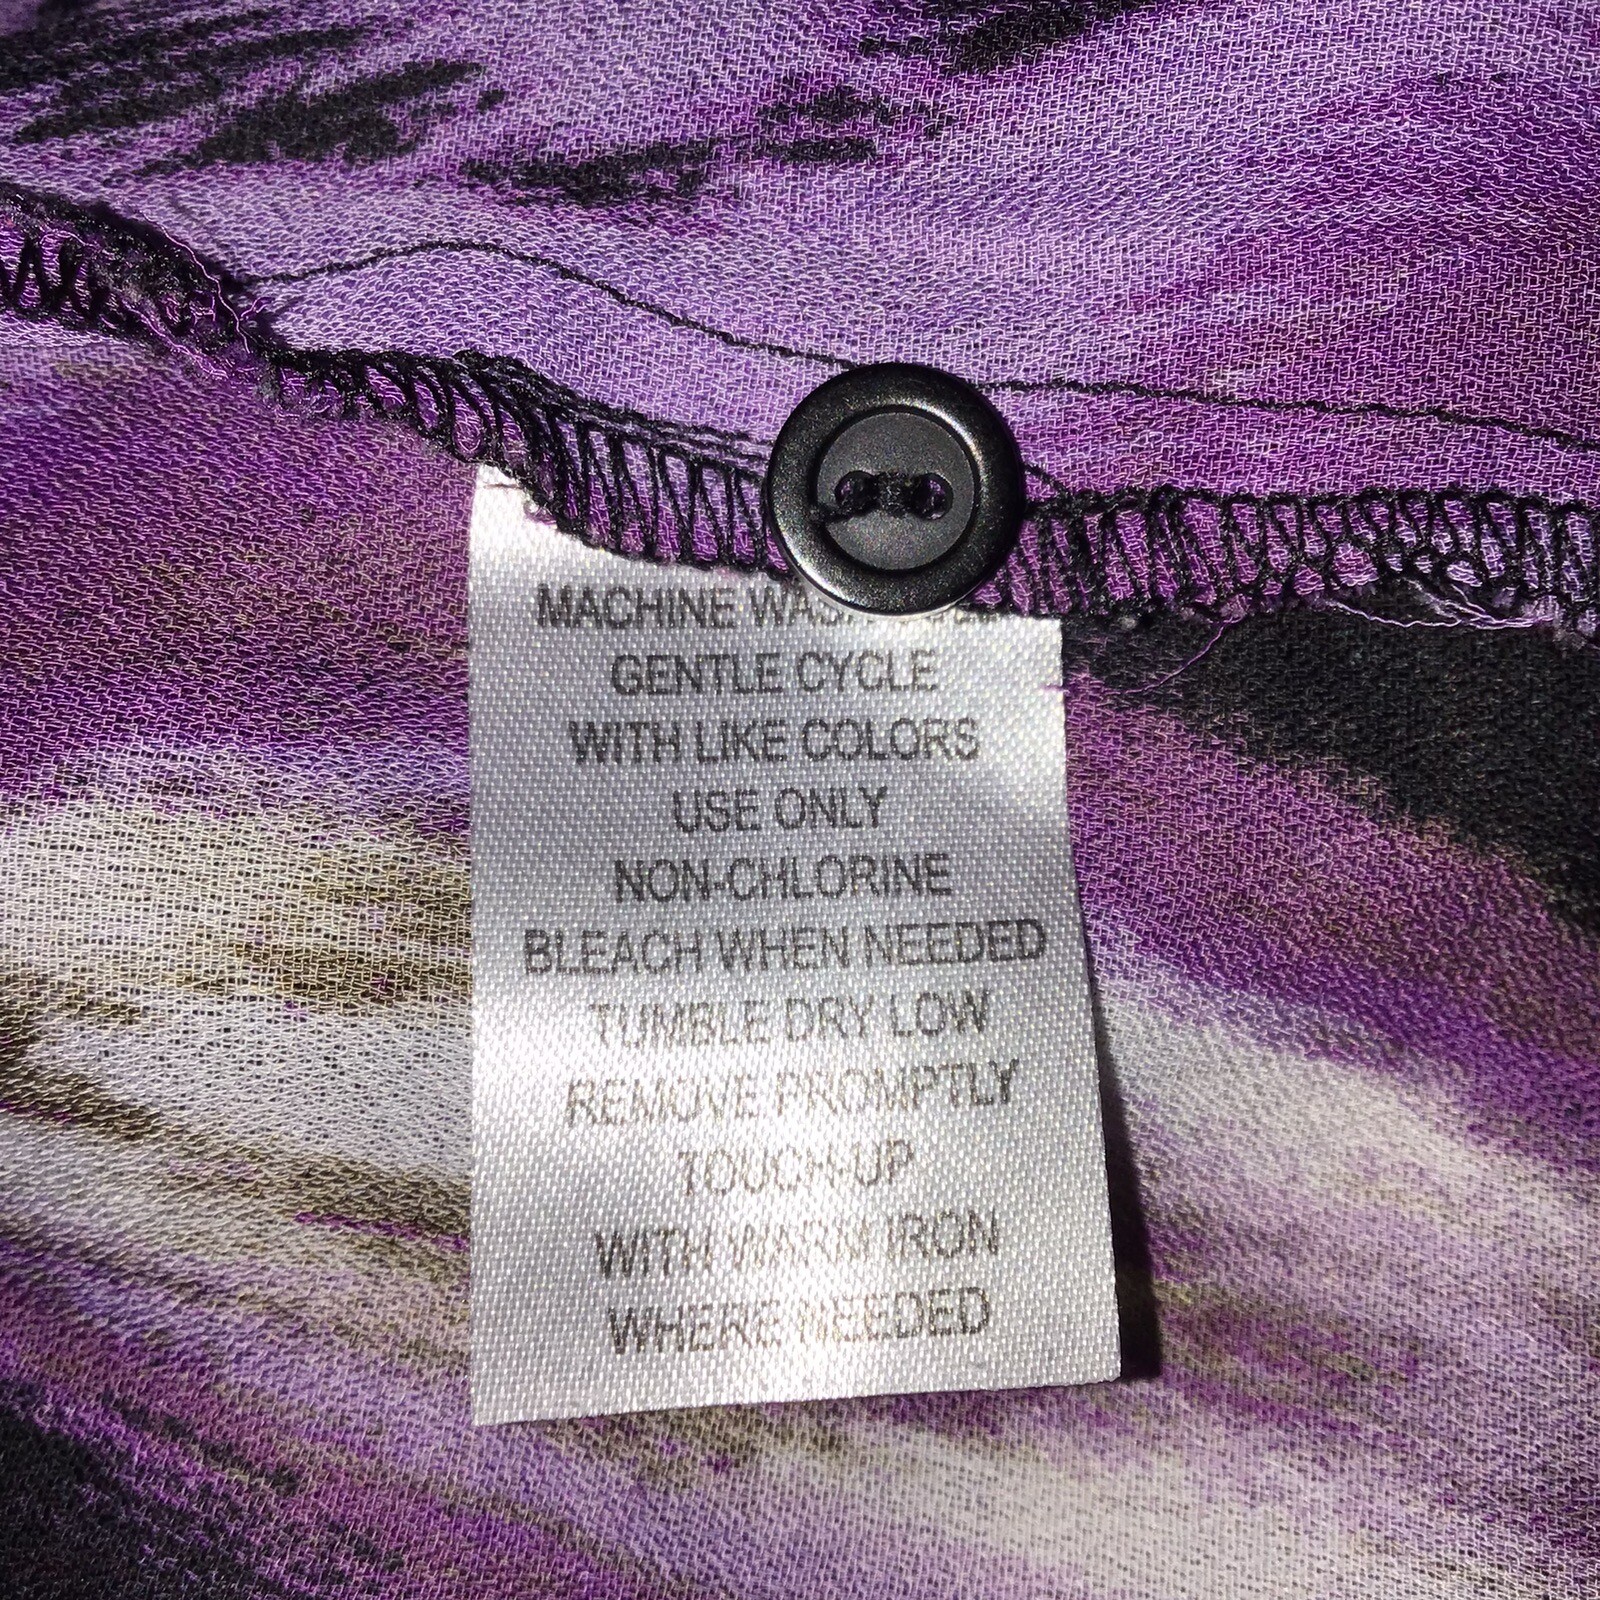 MACHINE
GENTLE CYCLE
WITH LIKE COLORS
USE ONLY
NON-CHLORINE
BLEACH WHEN NEEDED
TUMBLE DRY LOW
REMOVE PROMPTLY
TOUCH-UP
WITH WARM IRON
WHERE NEEDED